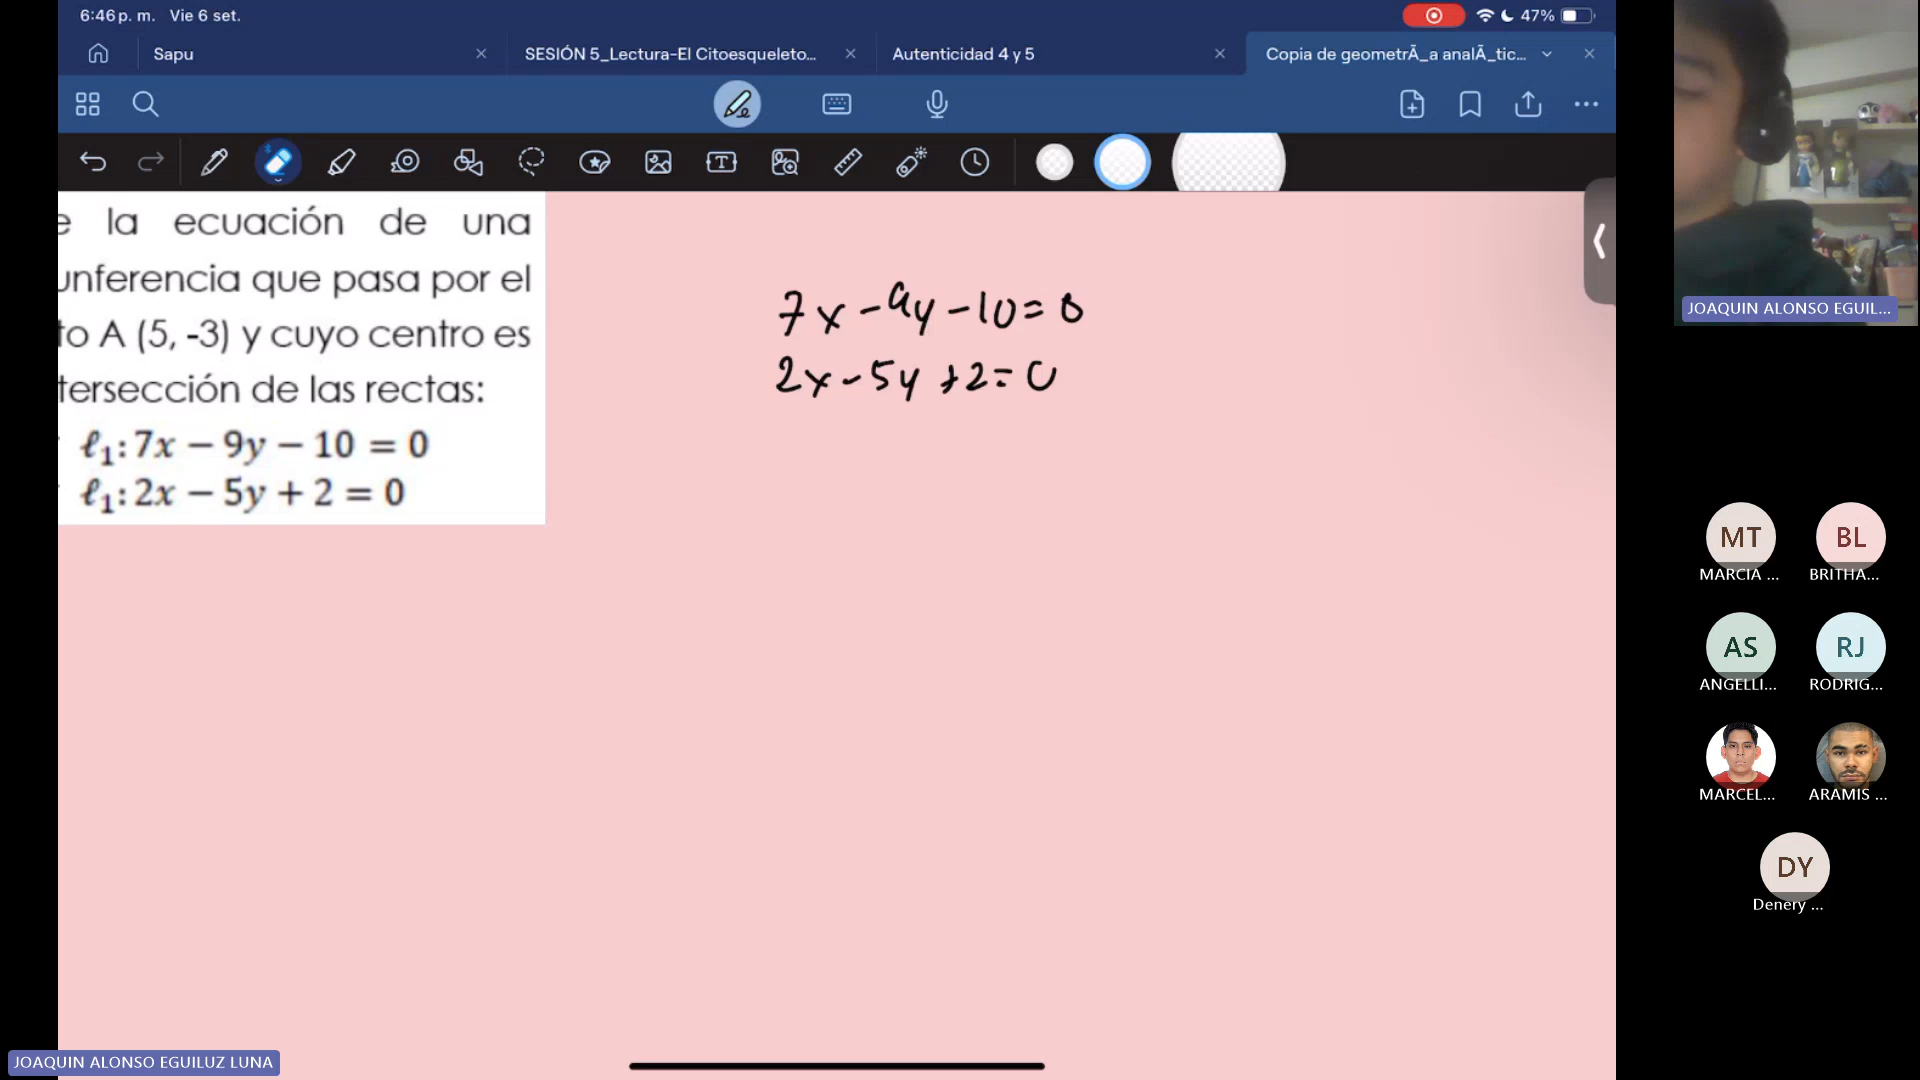 6:46 p. m. Vie 6 set.
47%
Sapu
SESIÓN 5_Lectura-El Citoesqueleto...
Autenticidad 4 y 5
Copia de geometrÃ_a analÃ_tic...
e la ecuación de una
unferencia que pasa por el
to A (5, -3) y cuyo centro es
tersección de las rectas:
ℓ₁: 7x − 9y − 10 = 0
ℓ₁: 2x − 5y + 2 = 0
7x - 9y - 10 = 0
2x - 5y + 2 = 0
JOAQUIN ALONSO EGUIL...
MT
MARCIA ...
BL
BRITHA...
AS
ANGELLI...
RJ
RODRIG...
MARCEL...
ARAMIS ...
DY
Denery ...
JOAQUIN ALONSO EGUILUZ LUNA